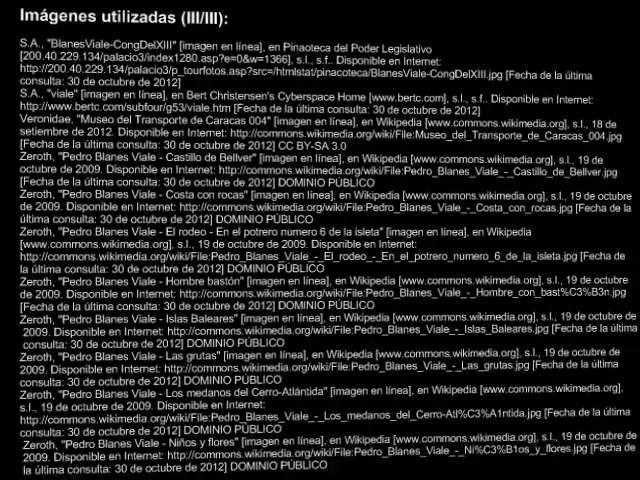 Imágenes utilizadas (III/III):
S.A., "BlanesViale-CongDelXIII" [imagen en línea], en Pinacoteca del Poder Legislativo
[200.40.229.134/palacio3/index1280.asp?e=0&w=1366], s.l., s.f.. Disponible en Internet:
http://200.40.229.134/palacio3/p_tourfotos.asp?src=/htmlstat/pinacoteca/BlanesViale-CongDelXIII.jpg [Fecha de la última
consulta: 30 de octubre de 2012]
S.A., "viale" [imagen en línea], en Bert Christensen's Cyberspace Home [www.bertc.com], s.l., s.f.. Disponible en Internet:
http://www.bertc.com/subfour/g53/viale.htm [Fecha de la última consulta: 30 de octubre de 2012]
Veronidae, "Museo del Transporte de Caracas 004" [imagen en línea], en Wikipedia [www.commons.wikimedia.org], s.l., 18 de
setiembre de 2012. Disponible en Internet: http://commons.wikimedia.org/wiki/File:Museo_del_Transporte_de_Caracas_004.jpg
[Fecha de la última consulta: 30 de octubre de 2012] CC BY-SA 3.0
Zeroth, "Pedro Blanes Viale - Castillo de Bellver" [imagen en línea], en Wikipedia [www.commons.wikimedia.org], s.l., 19 de
octubre de 2009. Disponible en Internet: http://commons.wikimedia.org/wiki/File:Pedro_Blanes_Viale_-_Castillo_de_Bellver.jpg
[Fecha de la última consulta: 30 de octubre de 2012] DOMINIO PÚBLICO
Zeroth, "Pedro Blanes Viale - Costa con rocas" [imagen en línea], en Wikipedia [www.commons.wikimedia.org], s.l., 19 de octubre
de 2009. Disponible en Internet: http://commons.wikimedia.org/wiki/File:Pedro_Blanes_Viale_-_Costa_con_rocas.jpg [Fecha de la
última consulta: 30 de octubre de 2012] DOMINIO PÚBLICO
Zeroth, "Pedro Blanes Viale - El rodeo - En el potrero numero 6 de la isleta" [imagen en línea], en Wikipedia
[www.commons.wikimedia.org], s.l., 19 de octubre de 2009. Disponible en Internet:
http://commons.wikimedia.org/wiki/File:Pedro_Blanes_Viale_-_El_rodeo_-_En_el_potrero_numero_6_de_la_isleta.jpg [Fecha de
la última consulta: 30 de octubre de 2012] DOMINIO PÚBLICO
Zeroth, "Pedro Blanes Viale - Hombre bastón" [imagen en línea], en Wikipedia [www.commons.wikimedia.org], s.l., 19 de octubre
de 2009. Disponible en Internet: http://commons.wikimedia.org/wiki/File:Pedro_Blanes_Viale_-_Hombre_con_bast%C3%B3n.jpg
[Fecha de la última consulta: 30 de octubre de 2012] DOMINIO PÚBLICO
Zeroth, "Pedro Blanes Viale - Islas Baleares" [imagen en línea], en Wikipedia [www.commons.wikimedia.org], s.l., 19 de octubre de
2009. Disponible en Internet: http://commons.wikimedia.org/wiki/File:Pedro_Blanes_Viale_-_Islas_Baleares.jpg [Fecha de la última
consulta: 30 de octubre de 2012] DOMINIO PÚBLICO
Zeroth, "Pedro Blanes Viale - Las grutas" [imagen en línea], en Wikipedia [www.commons.wikimedia.org], s.l., 19 de octubre de
2009. Disponible en Internet: http://commons.wikimedia.org/wiki/File:Pedro_Blanes_Viale_-_Las_grutas.jpg [Fecha de la última
consulta: 30 de octubre de 2012] DOMINIO PÚBLICO
Zeroth, "Pedro Blanes Viale - Los medanos del Cerro-Atlántida" [imagen en línea], en Wikipedia [www.commons.wikimedia.org],
s.l., 19 de octubre de 2009. Disponible en Internet:
http://commons.wikimedia.org/wiki/File:Pedro_Blanes_Viale_-_Los_medanos_del_Cerro-Atl%C3%A1ntida.jpg [Fecha de la última
consulta: 30 de octubre de 2012] DOMINIO PÚBLICO
Zeroth, "Pedro Blanes Viale - Niños y flores" [imagen en línea], en Wikipedia [www.commons.wikimedia.org], s.l., 19 de octubre de
2009. Disponible en Internet: http://commons.wikimedia.org/wiki/File:Pedro_Blanes_Viale_-_Ni%C3%B1os_y_flores.jpg [Fecha de
la última consulta: 30 de octubre de 2012] DOMINIO PÚBLICO